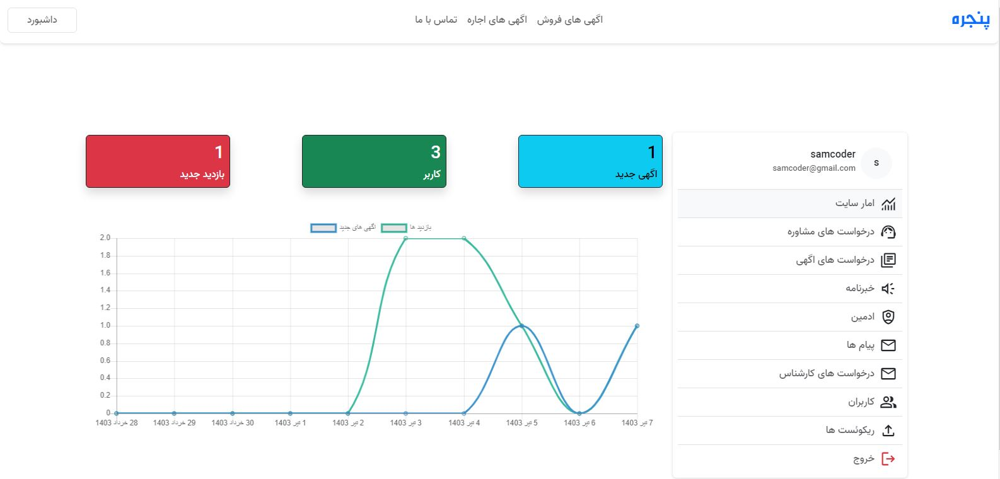 پنجره
اگهی های فروش
اگهی های اجاره
تماس با ما
داشبورد
samcoder
samcoder@gmail.com
s
امار سایت
درخواست های مشاوره
درخواست های اگهی
خبرنامه
ادمین
پیام ها
درخواست های کارشناس
کاربران
ریکوئست ها
خروج
1
اگهی جدید
3
کاربر
1
بازدید جدید
بازدید ها
اگهی های جدید
2.0
1.8
1.6
1.4
1.2
1.0
0.8
0.6
0.4
0.2
0
28 خرداد 1403
29 خرداد 1403
30 خرداد 1403
1 تیر 1403
2 تیر 1403
3 تیر 1403
4 تیر 1403
5 تیر 1403
6 تیر 1403
7 تیر 1403